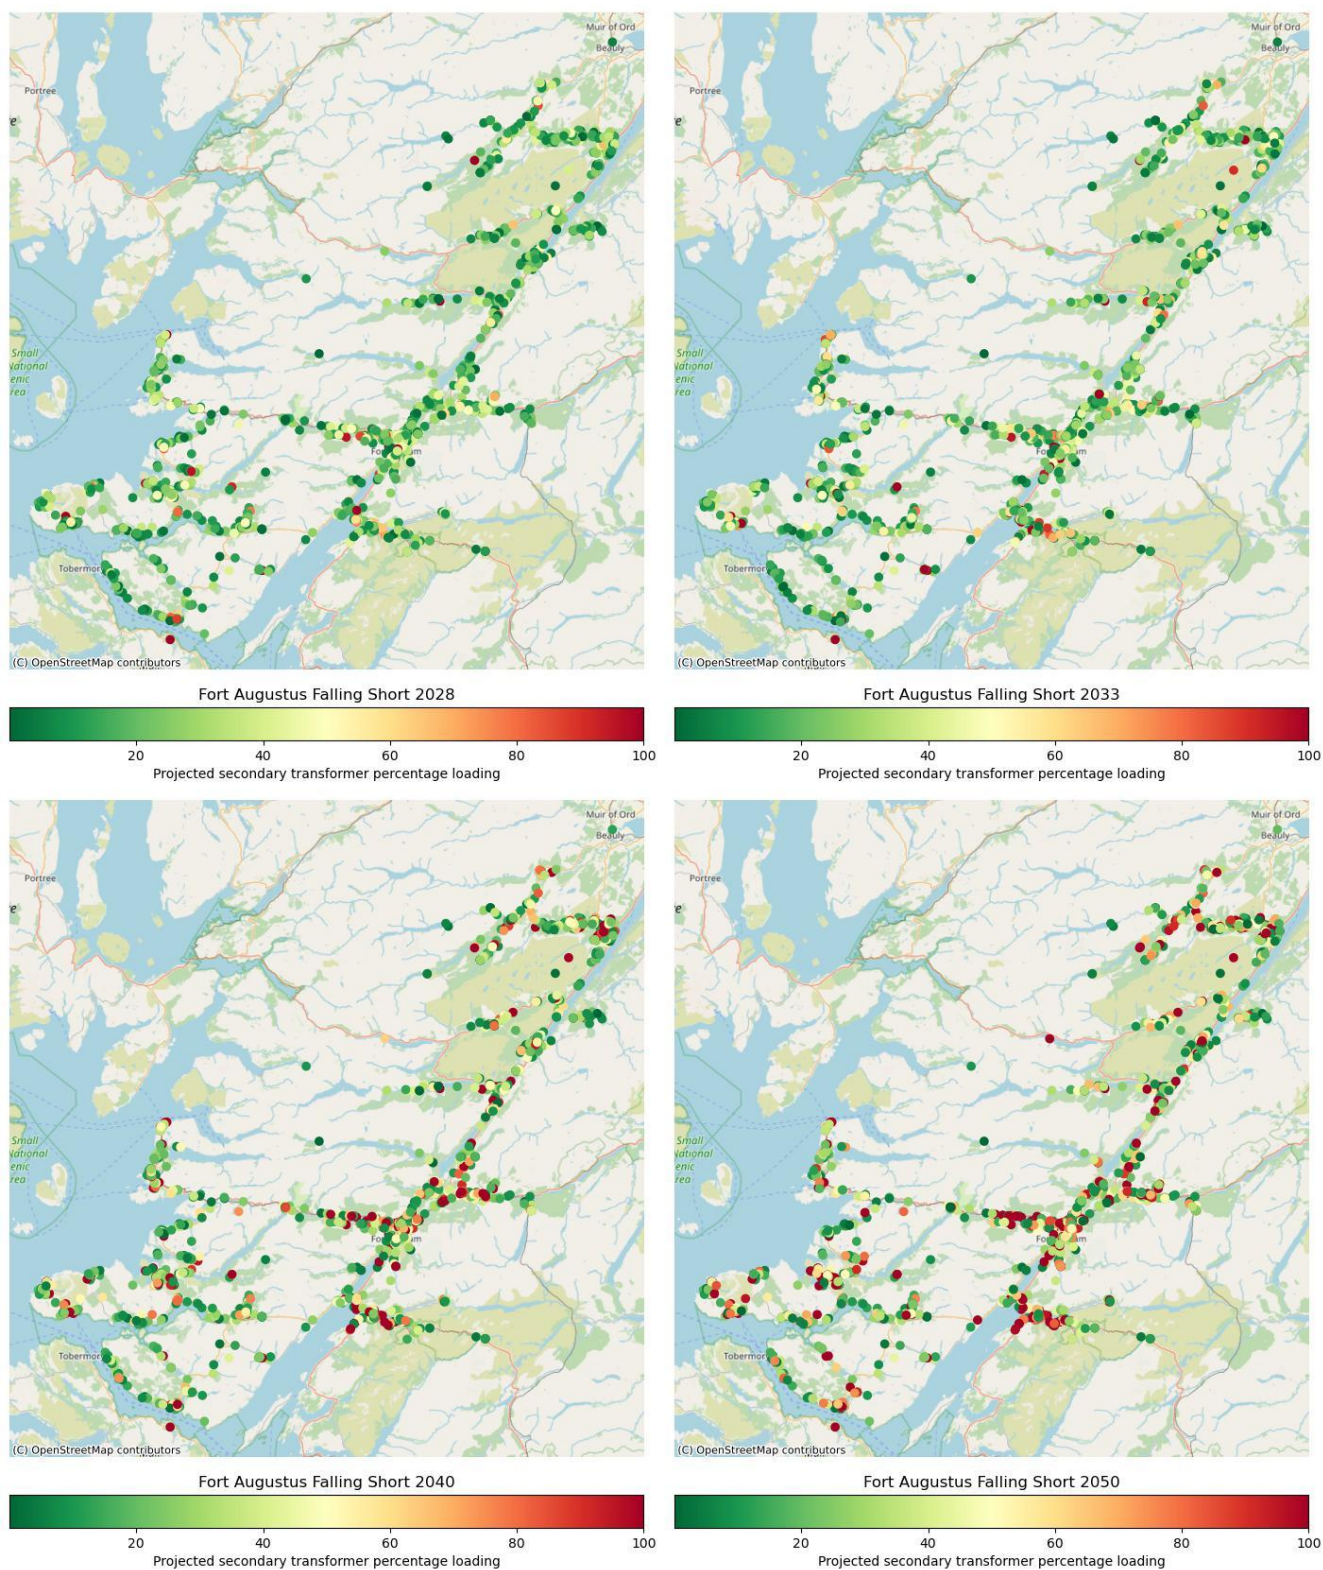 Muir of Ord
Beauly
Portree
Small
National
enic
rea
Tobermor
(C) OpenStreetMap contributors
Fort Augustus Falling Short 2028
20 40 60 80 100
Projected secondary transformer percentage loading
Muir of Ord
Beauly
Portree
Small
National
enic
rea
Tobermor
(C) OpenStreetMap contributors
Fort Augustus Falling Short 2033
20 40 60 80 100
Projected secondary transformer percentage loading
Muir of Ord
Beauly
Portree
Small
National
enic
rea
Tobermor
(C) OpenStreetMap contributors
Fort Augustus Falling Short 2040
20 40 60 80 100
Projected secondary transformer percentage loading
Muir of Ord
Beauly
Portree
Small
National
enic
rea
Tobermor
(C) OpenStreetMap contributors
Fort Augustus Falling Short 2050
20 40 60 80 100
Projected secondary transformer percentage loading